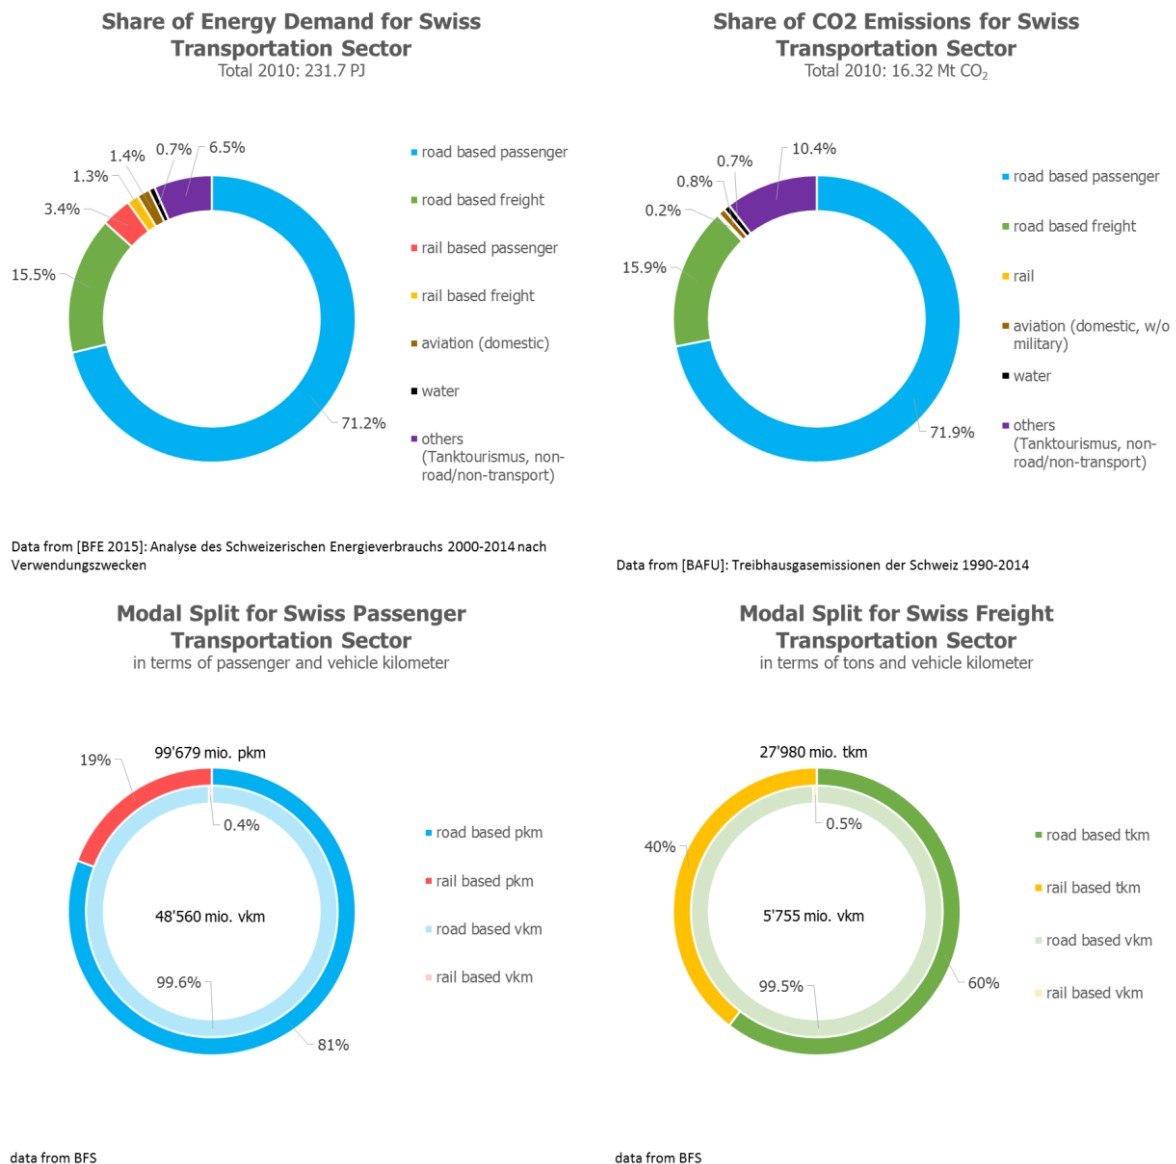 Share of Energy Demand for Swiss
Transportation Sector
Total 2010: 231.7 PJ
1.4%
0.7%
6.5%
1.3%
3.4%
15.5%
71.2%
road based passenger
road based freight
rail based passenger
rail based freight
aviation (domestic)
water
others
(Tanktourismus, non-
road/non-transport)
Data from [BFE 2015]: Analyse des Schweizerischen Energieverbrauchs 2000-2014 nach
Verwendungszwecken
Share of CO2 Emissions for Swiss
Transportation Sector
Total 2010: 16.32 Mt CO₂
0.7%
10.4%
0.8%
0.2%
15.9%
71.9%
road based passenger
road based freight
rail
aviation (domestic, w/o
military)
water
others
(Tanktourismus, non-
road/non-transport)
Data from [BAFU]: Treibhausgasemissionen der Schweiz 1990-2014
Modal Split for Swiss Passenger
Transportation Sector
in terms of passenger and vehicle kilometer
99'679 mio. pkm
19%
0.4%
48'560 mio. vkm
99.6%
81%
road based pkm
rail based pkm
road based vkm
rail based vkm
data from BFS
Modal Split for Swiss Freight
Transportation Sector
in terms of tons and vehicle kilometer
27'980 mio. tkm
0.5%
40%
5'755 mio. vkm
99.5%
60%
road based tkm
rail based tkm
road based vkm
rail based vkm
data from BFS